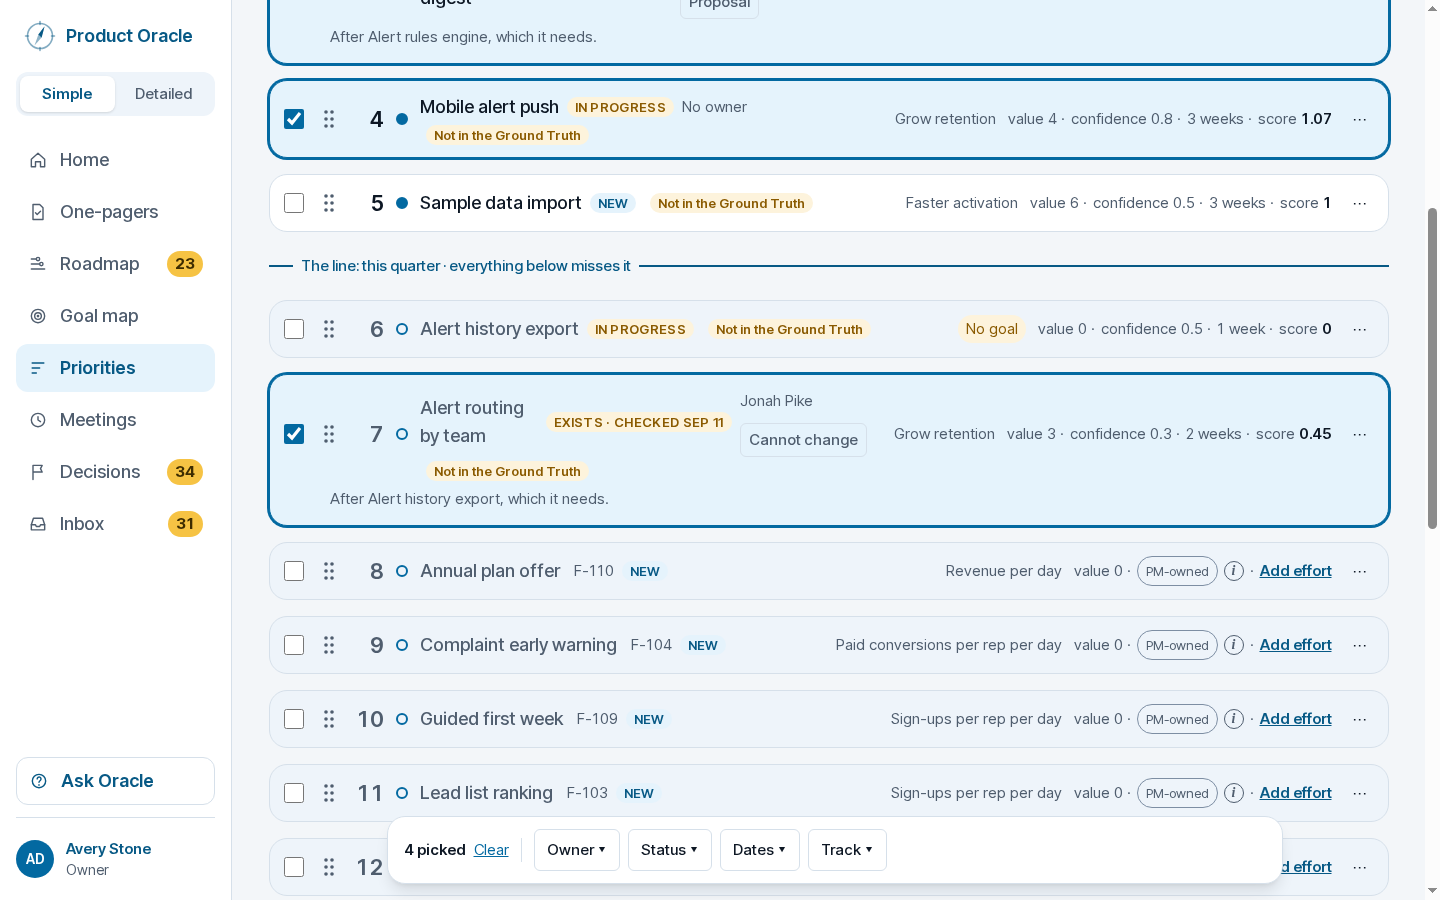 Product Oracle
Simple Detailed
Home
One-pagers
Roadmap 23
Goal map
Priorities
Meetings
Decisions 34
Inbox 31
Ask Oracle
AD Avery Stone
Owner
digest Proposal
After Alert rules engine, which it needs.
4 Mobile alert push IN PROGRESS No owner
Not in the Ground Truth
Grow retention value 4 · confidence 0.8 · 3 weeks · score 1.07 ...
5 Sample data import NEW Not in the Ground Truth Faster activation value 6 · confidence 0.5 · 3 weeks · score 1 ...
The line: this quarter · everything below misses it
6 Alert history export IN PROGRESS Not in the Ground Truth No goal value 0 · confidence 0.5 · 1 week · score 0 ...
7 Alert routing by team EXISTS · CHECKED SEP 11 Jonah Pike
Cannot change
Grow retention value 3 · confidence 0.3 · 2 weeks · score 0.45 ...
Not in the Ground Truth
After Alert history export, which it needs.
8 Annual plan offer F-110 NEW Revenue per day value 0 · PM-owned i · Add effort ...
9 Complaint early warning F-104 NEW Paid conversions per rep per day value 0 · PM-owned i · Add effort ...
10 Guided first week F-109 NEW Sign-ups per rep per day value 0 · PM-owned i · Add effort ...
11 Lead list ranking F-103 NEW Sign-ups per rep per day value 0 · PM-owned i · Add effort ...
12 d effort ...
4 picked Clear Owner ▾ Status ▾ Dates ▾ Track ▾